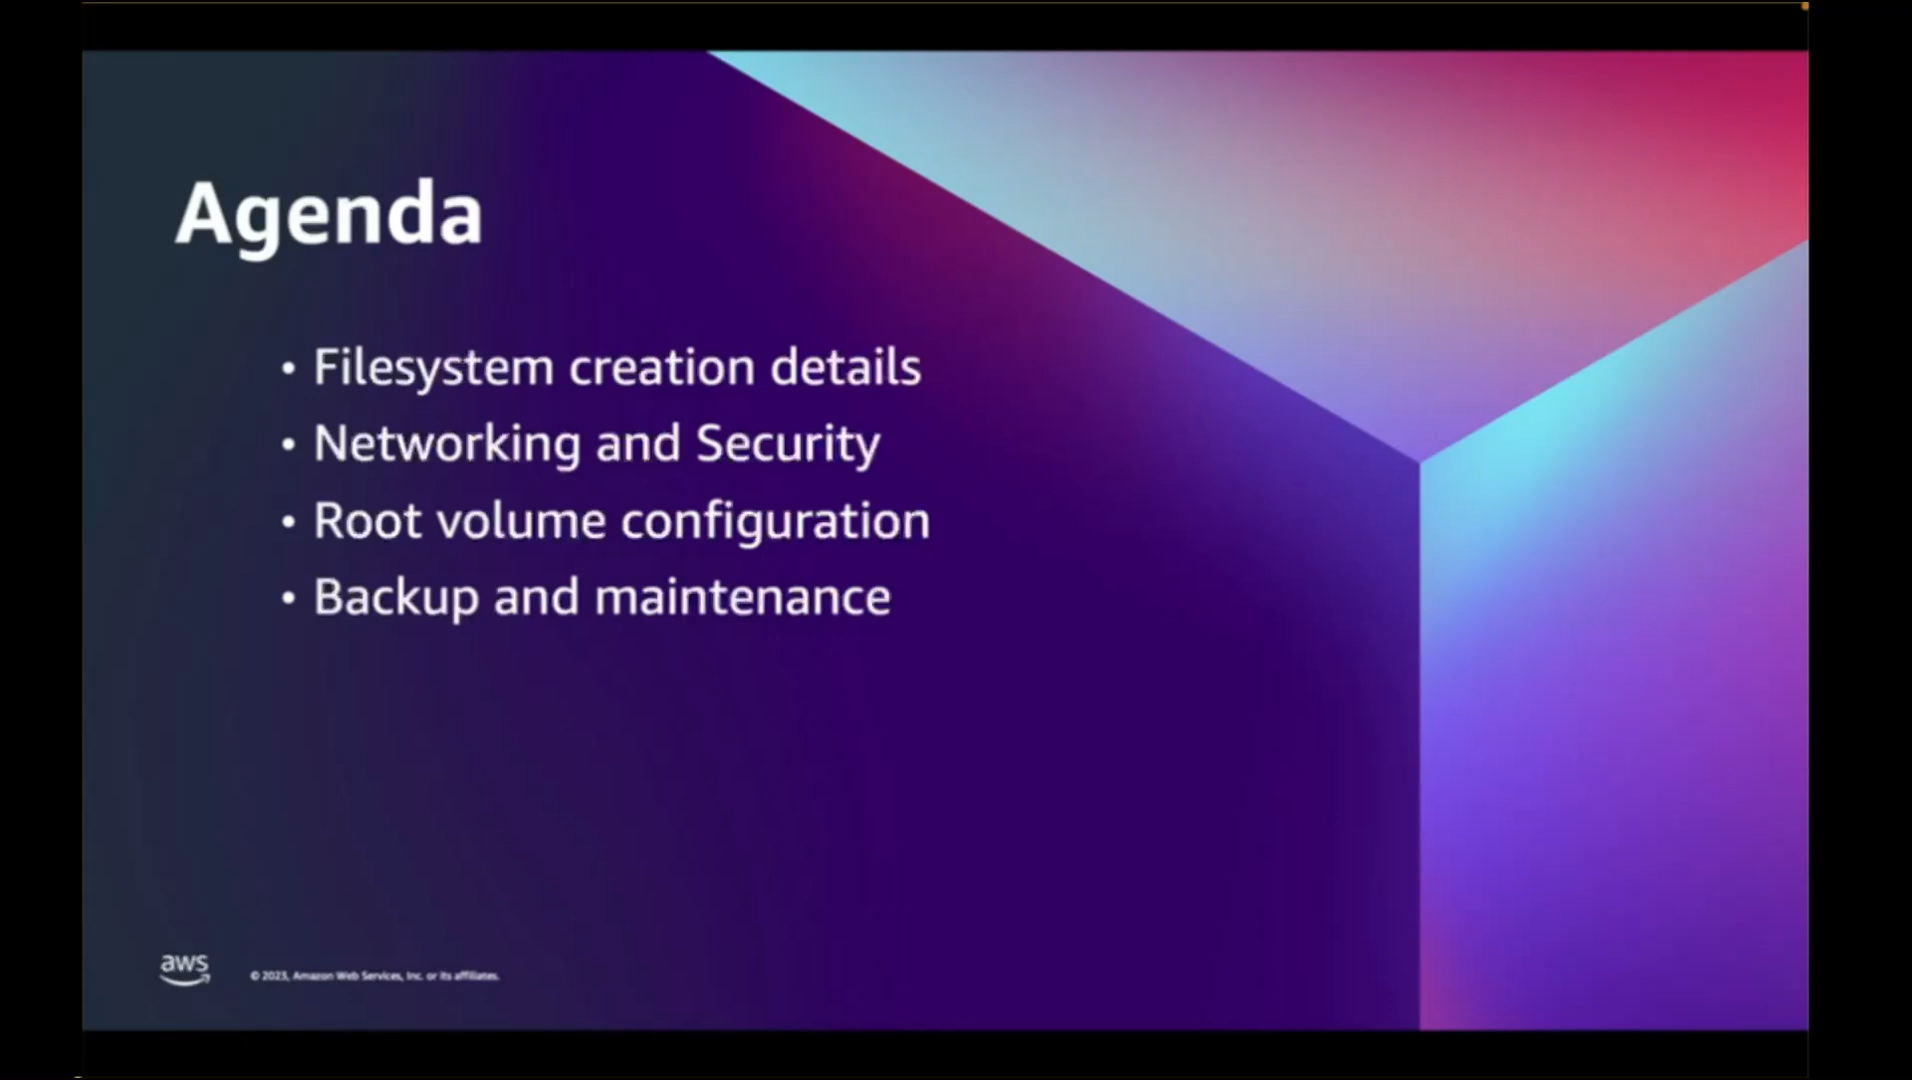 Agenda
• Filesystem creation details
• Networking and Security
• Root volume configuration
• Backup and maintenance
aws
© 2023, Amazon Web Services, Inc. or its affiliates.